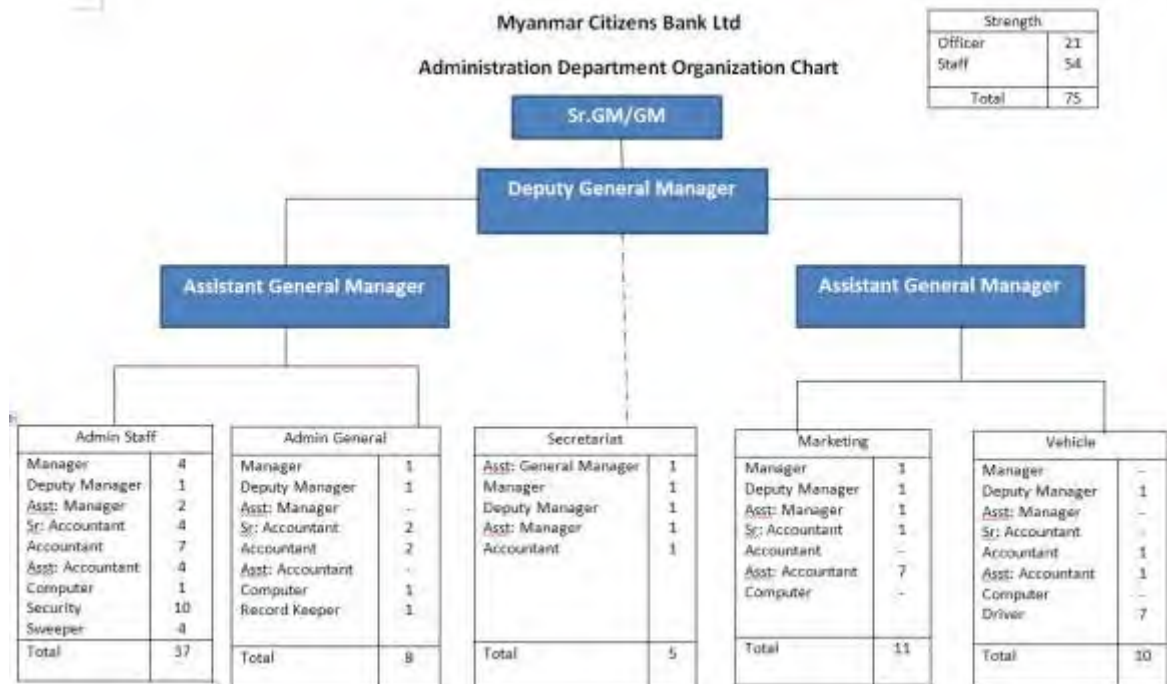 Myanmar Citizens Bank Ltd
Administration Department Organization Chart
Strength
Officer 21
Staff 54
Total 75
Sr.GM/GM
Deputy General Manager
Assistant General Manager
Assistant General Manager
Admin Staff
Manager 4
Deputy Manager 1
Asst: Manager 2
Sr: Accountant 4
Accountant 7
Asst: Accountant 4
Computer 1
Security 10
Sweeper 4
Total 37
Admin General
Manager 1
Deputy Manager 1
Asst: Manager -
Sr: Accountant 2
Accountant 2
Asst: Accountant -
Computer 1
Record Keeper 1
Total 8
Secretariat
Asst: General Manager 1
Manager 1
Deputy Manager 1
Asst: Manager 1
Accountant 1
Total 5
Marketing
Manager 1
Deputy Manager 1
Asst: Manager 1
Sr: Accountant 1
Accountant -
Asst: Accountant 7
Computer -
Total 11
Vehicle
Manager -
Deputy Manager 1
Asst: Manager -
Sr: Accountant -
Accountant 1
Asst: Accountant 1
Computer -
Driver 7
Total 10